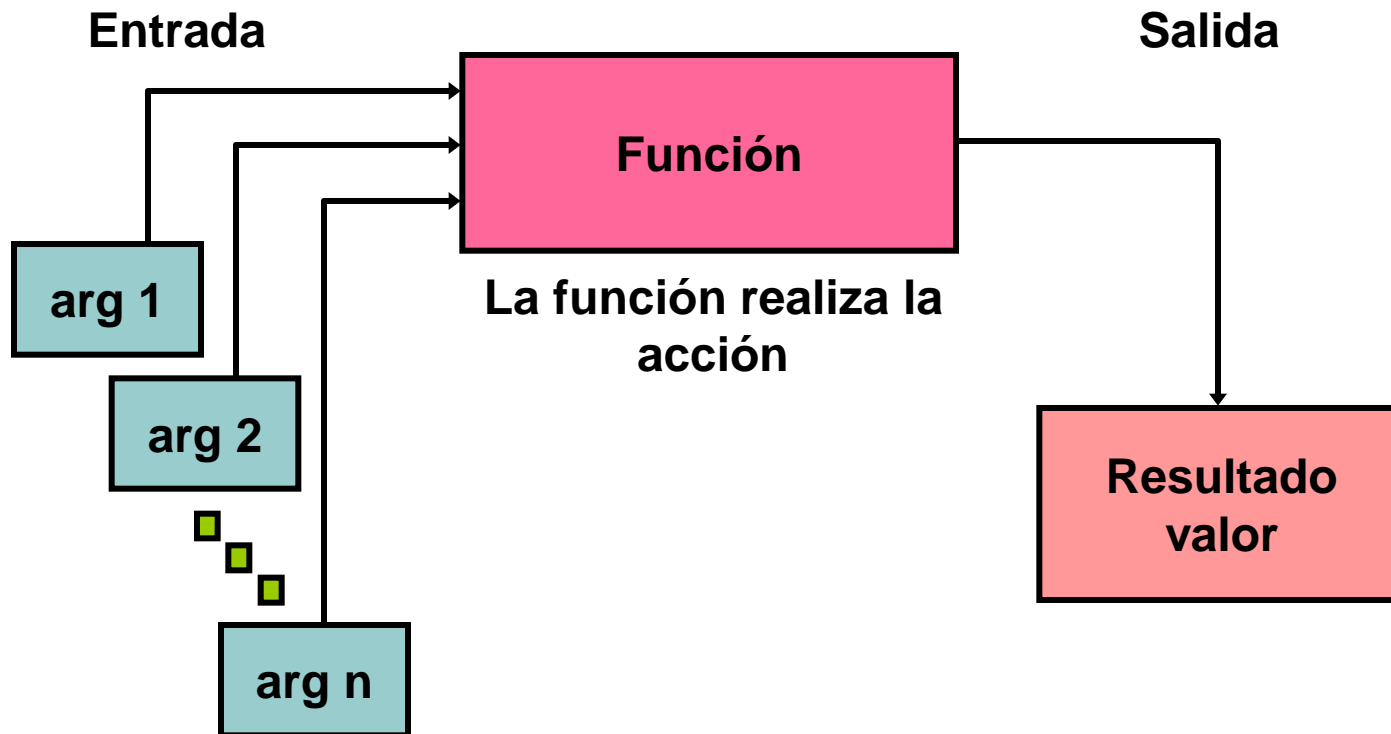 Entrada
Salida
Función
La función realiza la
acción
arg 1
arg 2
arg n
Resultado
valor